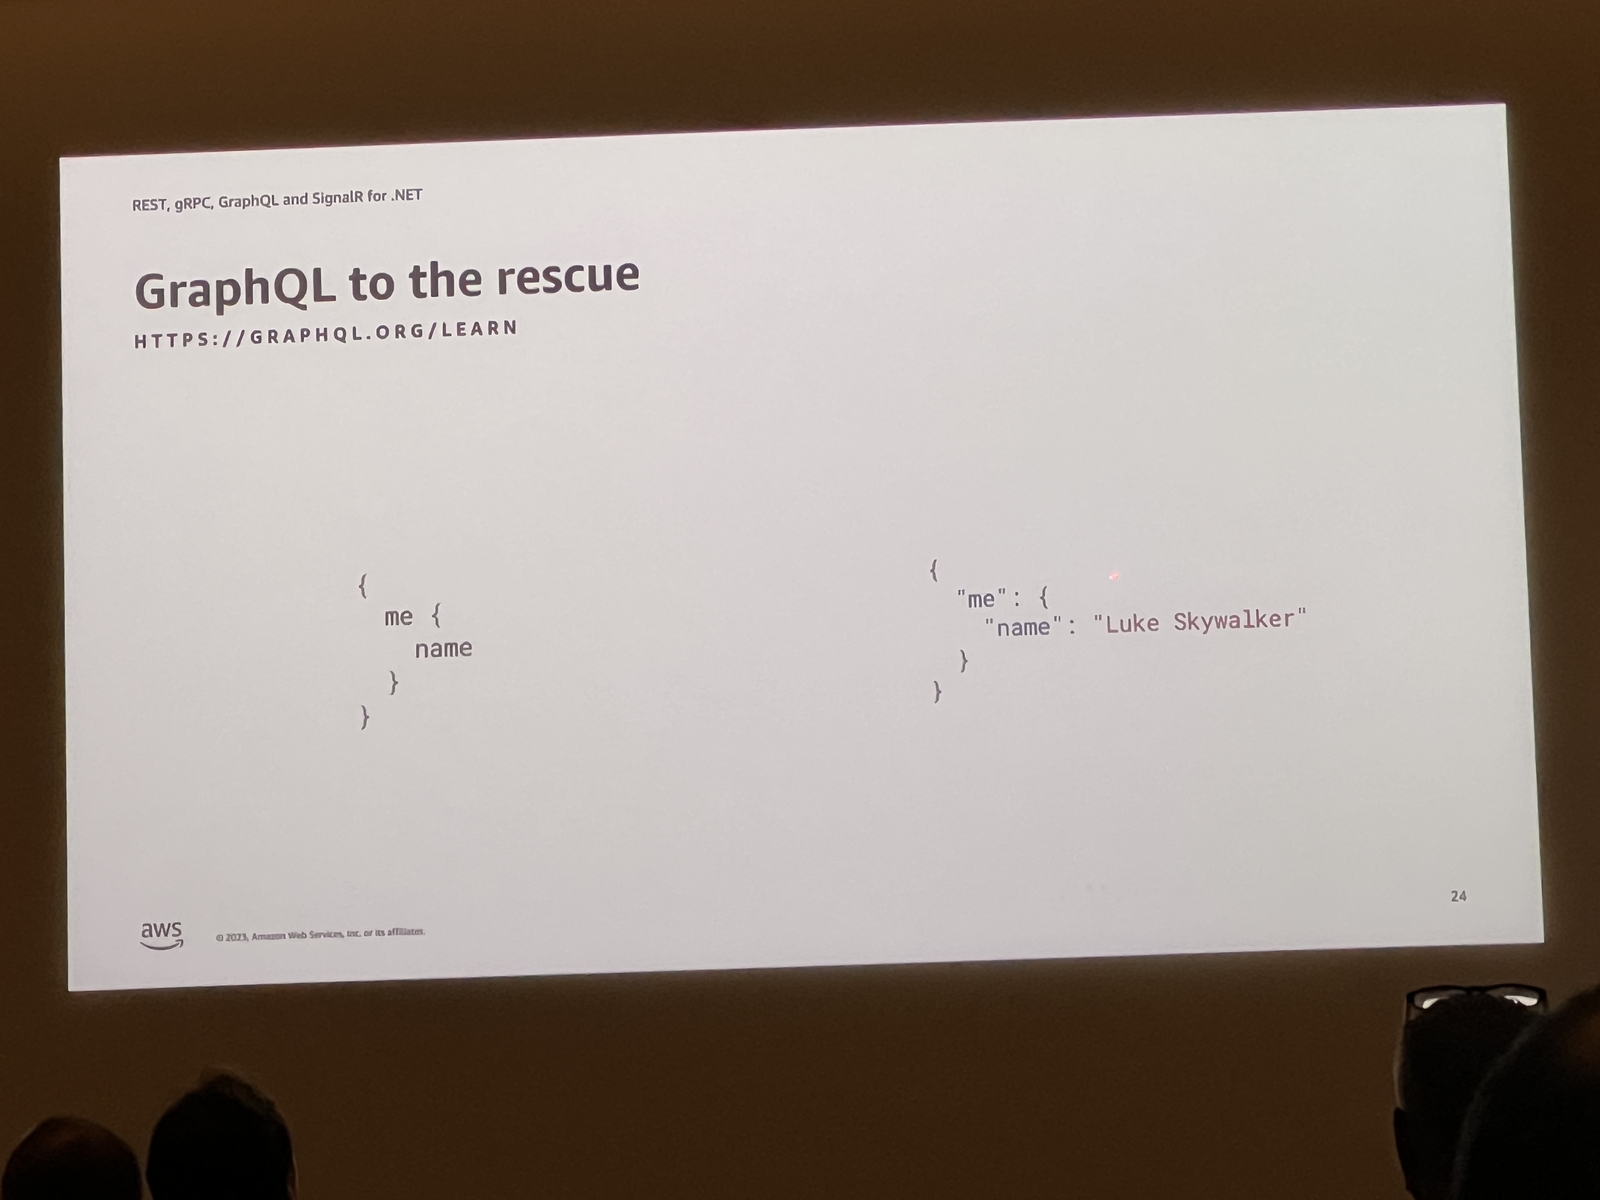 REST, gRPC, GraphQL and SignalR for .NET
GraphQL to the rescue
HTTPS://GRAPHQL.ORG/LEARN
{
me {
name
}
}
{
"me": {
"name": "Luke Skywalker"
}
}
24
aws
© 2023, Amazon Web Services, Inc. or its affiliates.